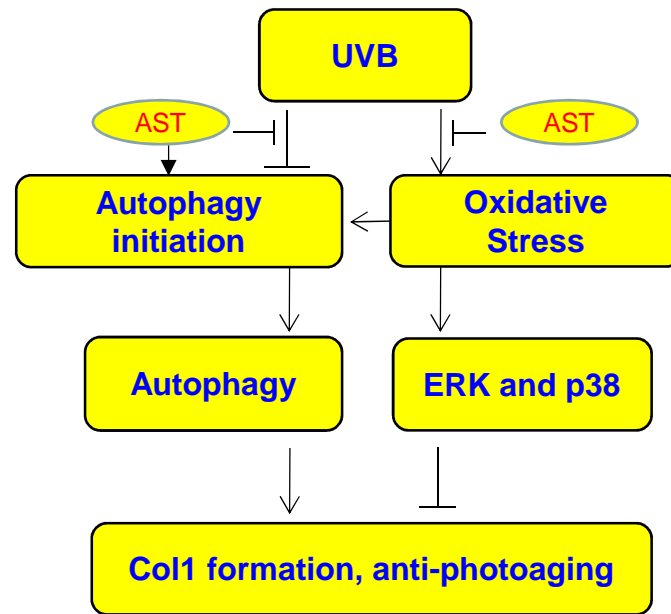 UVB
AST
AST
Autophagy
initiation
Oxidative
Stress
Autophagy
ERK and p38
Col1 formation, anti-photoaging